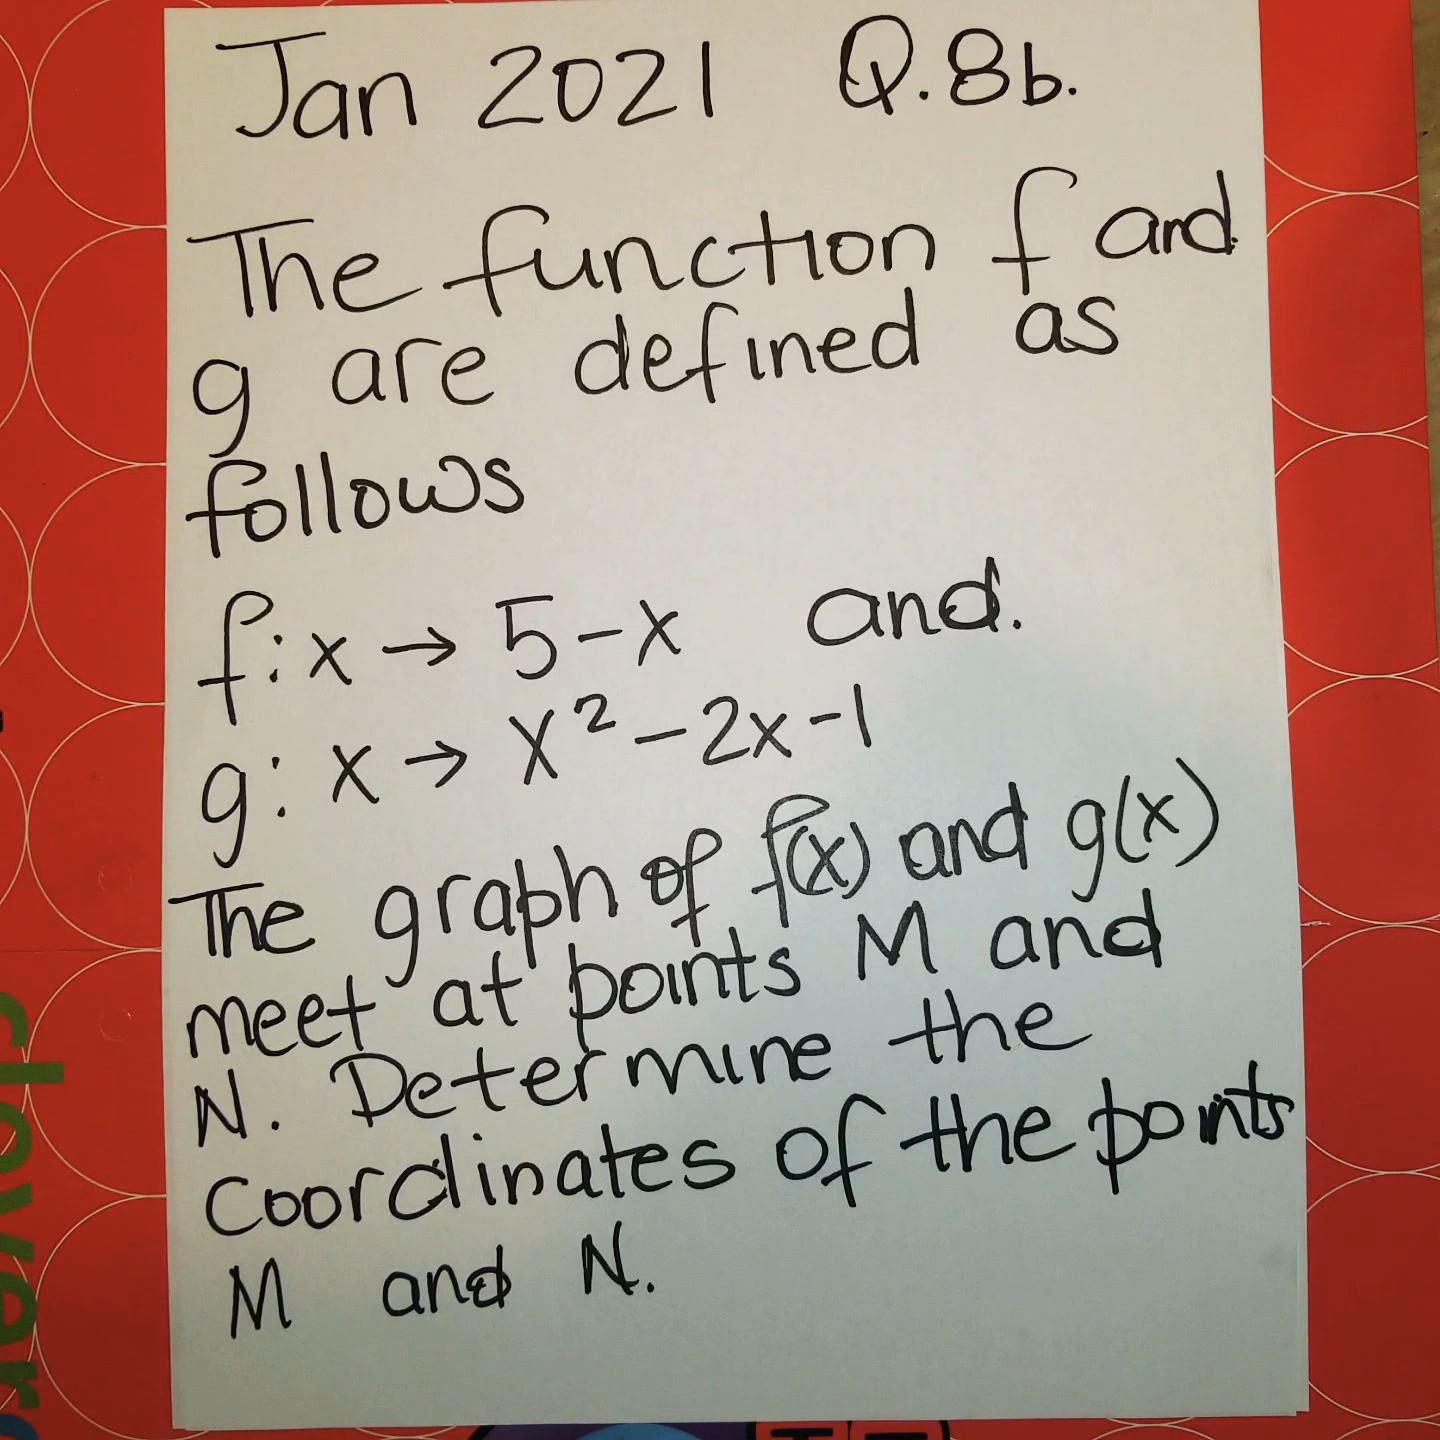 Jan 2021 Q.8b.
The function f and
g are defined as
follows
f: x → 5 - x and.
g: x → x² - 2x - 1
The graph of f(x) and g(x)
meet at points M and
N. Determine the
coordinates of the points
M and N.
clover